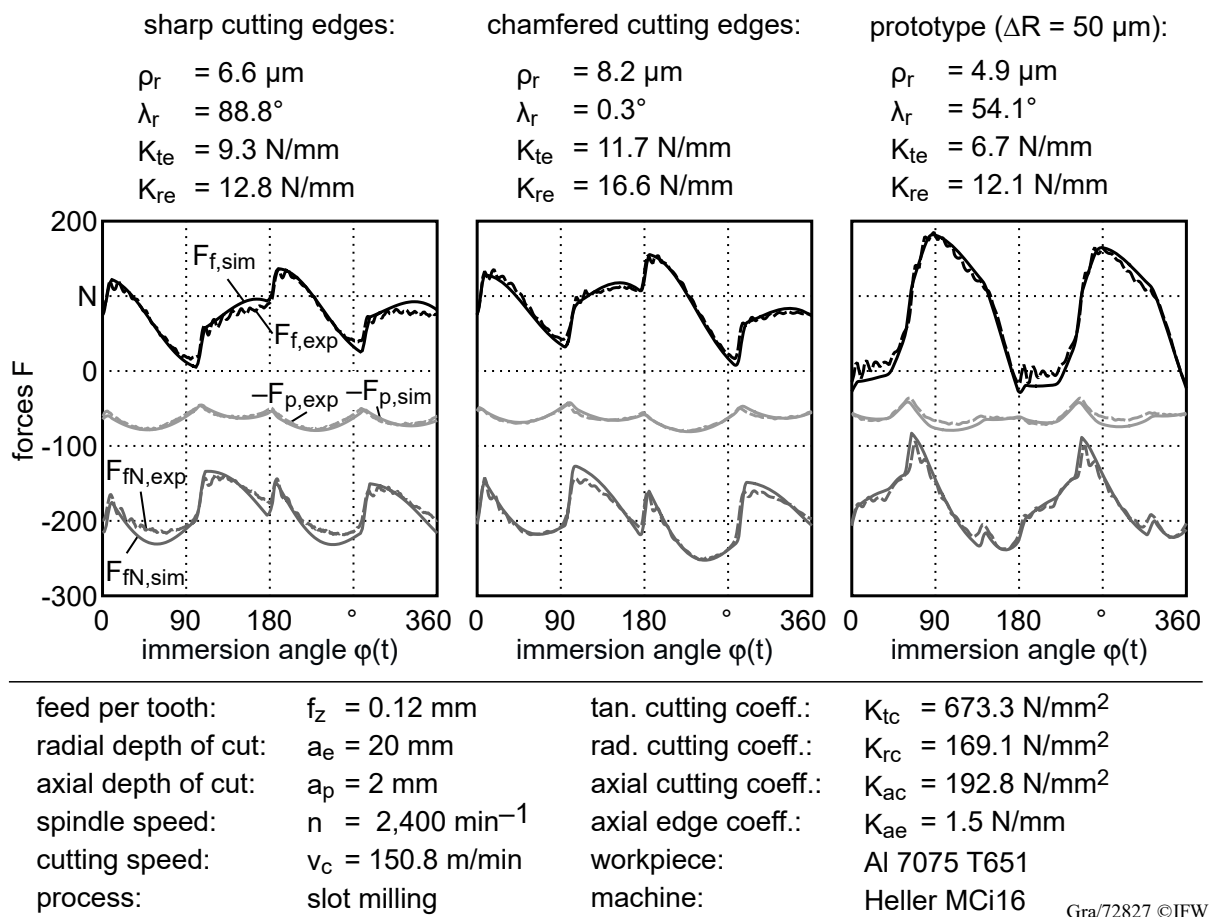 sharp cutting edges: chamfered cutting edges: prototype (ΔR = 50 µm):
ρr = 6.6 µm ρr = 8.2 µm ρr = 4.9 µm
λr = 88.8° λr = 0.3° λr = 54.1°
Kte = 9.3 N/mm Kte = 11.7 N/mm Kte = 6.7 N/mm
Kre = 12.8 N/mm Kre = 16.6 N/mm Kre = 12.1 N/mm
200
N
0
-100
-200
-300
forces F
Ff,sim
Ff,exp
–Fp,exp –Fp,sim
FfN,exp
FfN,sim
0 90 180 ° 360 0 90 180 ° 360 0 90 180 ° 360
immersion angle φ(t) immersion angle φ(t) immersion angle φ(t)
feed per tooth: fz = 0.12 mm tan. cutting coeff.: Ktc = 673.3 N/mm²
radial depth of cut: ae = 20 mm rad. cutting coeff.: Krc = 169.1 N/mm²
axial depth of cut: ap = 2 mm axial cutting coeff.: Kac = 192.8 N/mm²
spindle speed: n = 2,400 min⁻¹ axial edge coeff.: Kae = 1.5 N/mm
cutting speed: vc = 150.8 m/min workpiece: Al 7075 T651
process: slot milling machine: Heller MCi16
Gra/72827 ©IFW